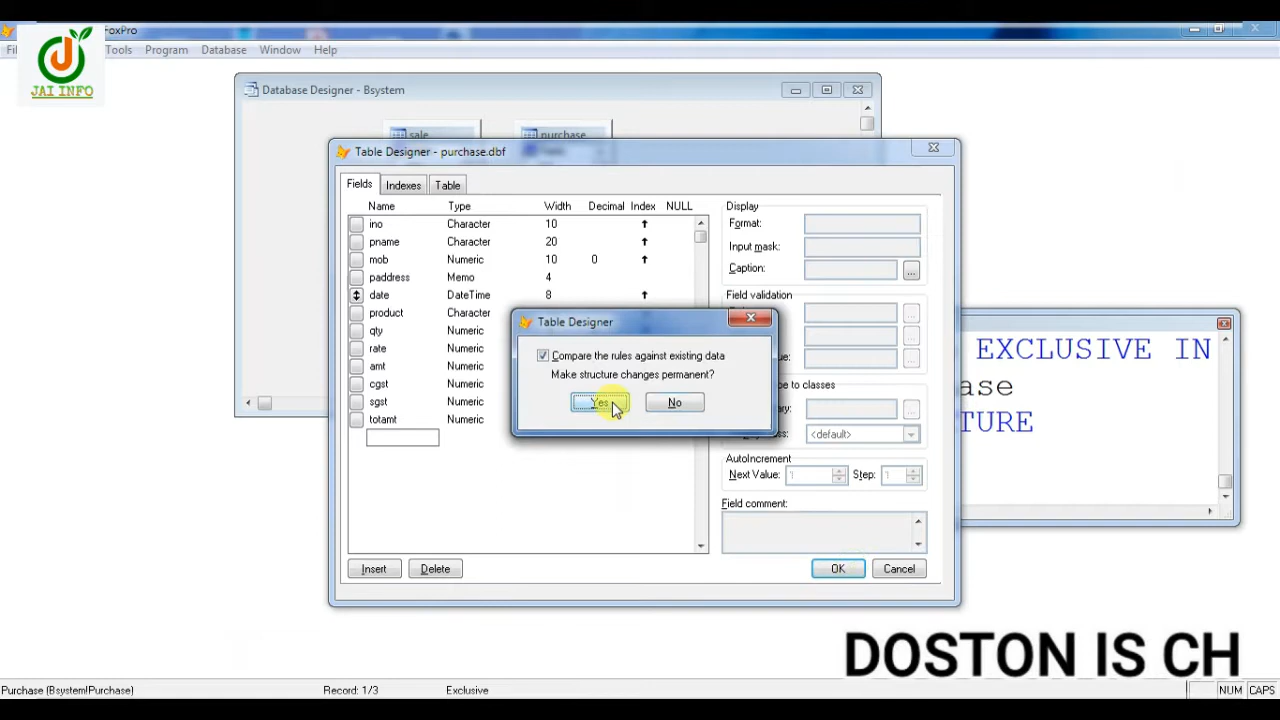 FoxPro
JAI INFO
Tools Program Database Window Help
Database Designer - Bsystem
sale
purchase
Table Designer - purchase.dbf
Fields Indexes Table
Name Type Width Decimal Index NULL
ino Character 10
pname Character 20
mob Numeric 10 0
paddress Memo 4
date DateTime 8
product Character
qty Numeric
rate Numeric
amt Numeric
cgst Numeric
sgst Numeric
totamt Numeric
Insert Delete
Display
Format:
Input mask:
Caption:
...
Field validation
AutoIncrement
Next Value: 1 Step: 1
<default>
Field comment:
OK Cancel
Table Designer
Compare the rules against existing data
Make structure changes permanent?
Yes No
EXCLUSIVE IN
DOSTON IS CH
Purchase (Bsystem!Purchase) Record: 1/3 Exclusive NUM CAPS